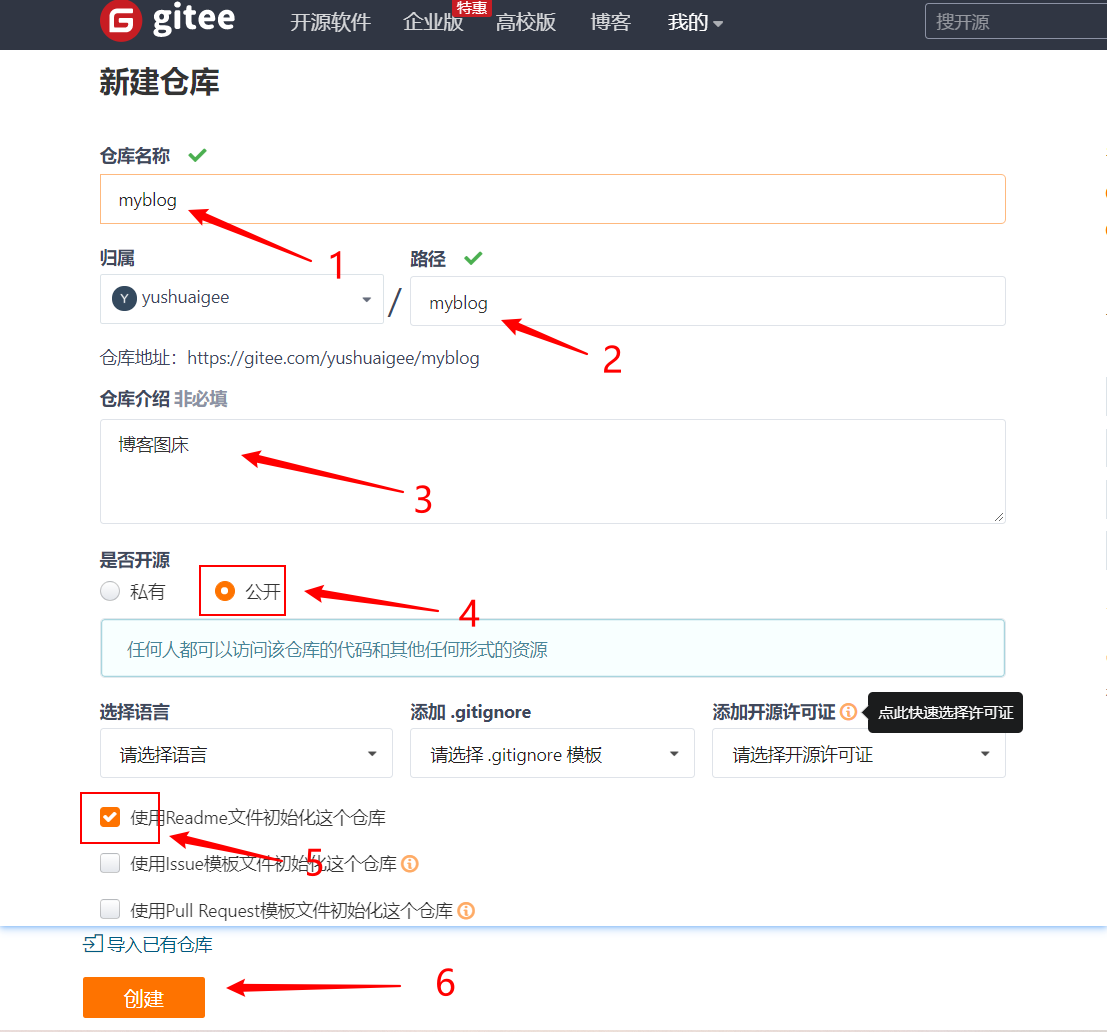 gitee 开源软件 企业版 特惠 高校版 博客 我的 搜开源
新建仓库
仓库名称
myblog
1
归属 路径
Y yushuaigee / myblog
2
仓库地址：https://gitee.com/yushuaigee/myblog
仓库介绍 非必填
博客图床
3
是否开源
私有 公开
4
任何人都可以访问该仓库的代码和其他任何形式的资源
选择语言 添加 .gitignore 添加开源许可证 点此快速选择许可证
请选择语言 请选择 .gitignore 模板 请选择开源许可证
使用Readme文件初始化这个仓库
5
使用Issue模板文件初始化这个仓库
使用Pull Request模板文件初始化这个仓库
导入已有仓库
创建 6